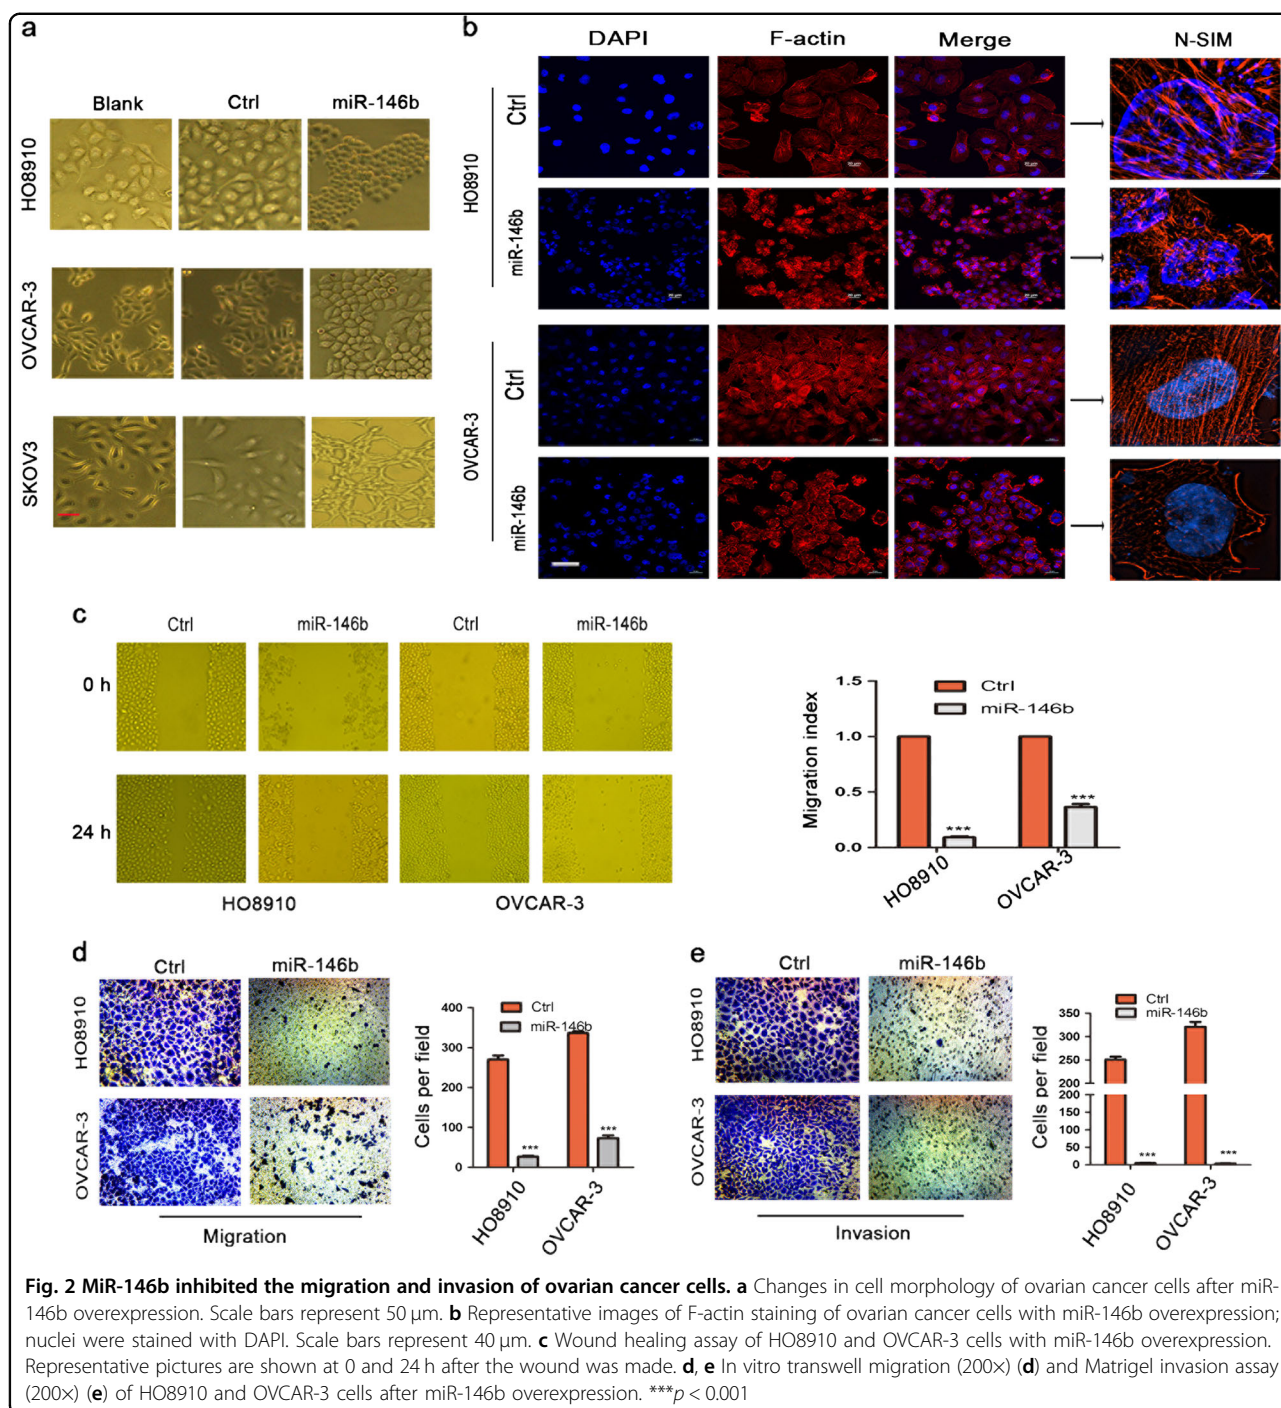 a
Blank Ctrl miR-146b
HO8910
OVCAR-3
SKOV3
b
DAPI F-actin Merge N-SIM
HO8910
Ctrl
miR-146b
OVCAR-3
Ctrl
miR-146b
c
Ctrl miR-146b Ctrl miR-146b
0 h
24 h
HO8910 OVCAR-3
Migration index
1.5
1.0
0.5
0.0
Ctrl
miR-146b
***
***
HO8910
OVCAR-3
d
Ctrl miR-146b
HO8910
OVCAR-3
Migration
Cells per field
400
300
200
100
0
Ctrl
miR-146b
***
***
HO8910
OVCAR-3
e
Ctrl miR-146b
HO8910
OVCAR-3
Invasion
Cells per field
350
300
250
200
200
150
100
50
0
Ctrl
miR-146b
***
***
HO8910
OVCAR-3
Fig. 2 MiR-146b inhibited the migration and invasion of ovarian cancer cells. a Changes in cell morphology of ovarian cancer cells after miR-
146b overexpression. Scale bars represent 50 μm. b Representative images of F-actin staining of ovarian cancer cells with miR-146b overexpression;
nuclei were stained with DAPI. Scale bars represent 40 μm. c Wound healing assay of HO8910 and OVCAR-3 cells with miR-146b overexpression.
Representative pictures are shown at 0 and 24 h after the wound was made. d, e In vitro transwell migration (200×) (d) and Matrigel invasion assay
(200×) (e) of HO8910 and OVCAR-3 cells after miR-146b overexpression. ***p < 0.001